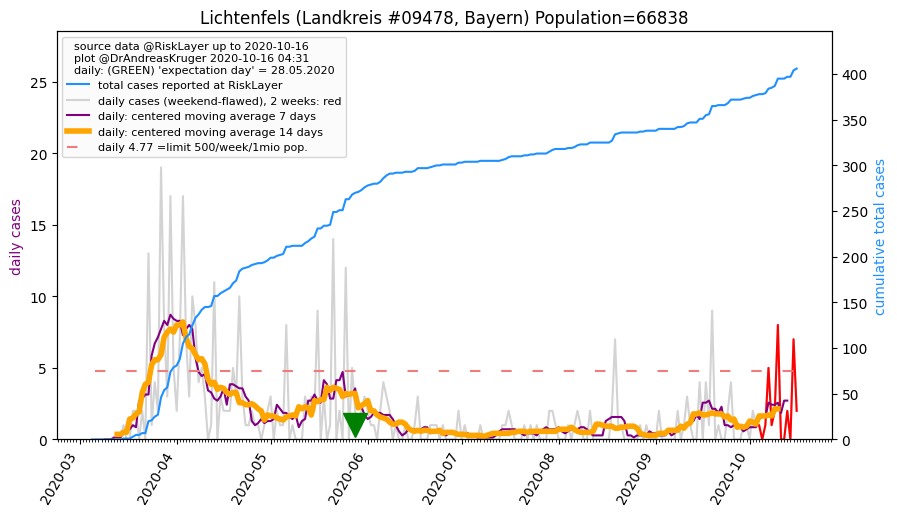 Lichtenfels (Landkreis #09478, Bayern) Population=66838
source data @RiskLayer up to 2020-10-16
plot @DrAndreasKruger 2020-10-16 04:31
daily: (GREEN) 'expectation day' = 28.05.2020
total cases reported at RiskLayer
daily cases (weekend-flawed), 2 weeks: red
daily: centered moving average 7 days
daily: centered moving average 14 days
daily 4.77 =limit 500/week/1mio pop.
daily cases
25
20
15
10
5
0
cumulative total cases
400
350
300
250
200
150
100
50
0
2020-03
2020-04
2020-05
2020-06
2020-07
2020-08
2020-09
2020-10